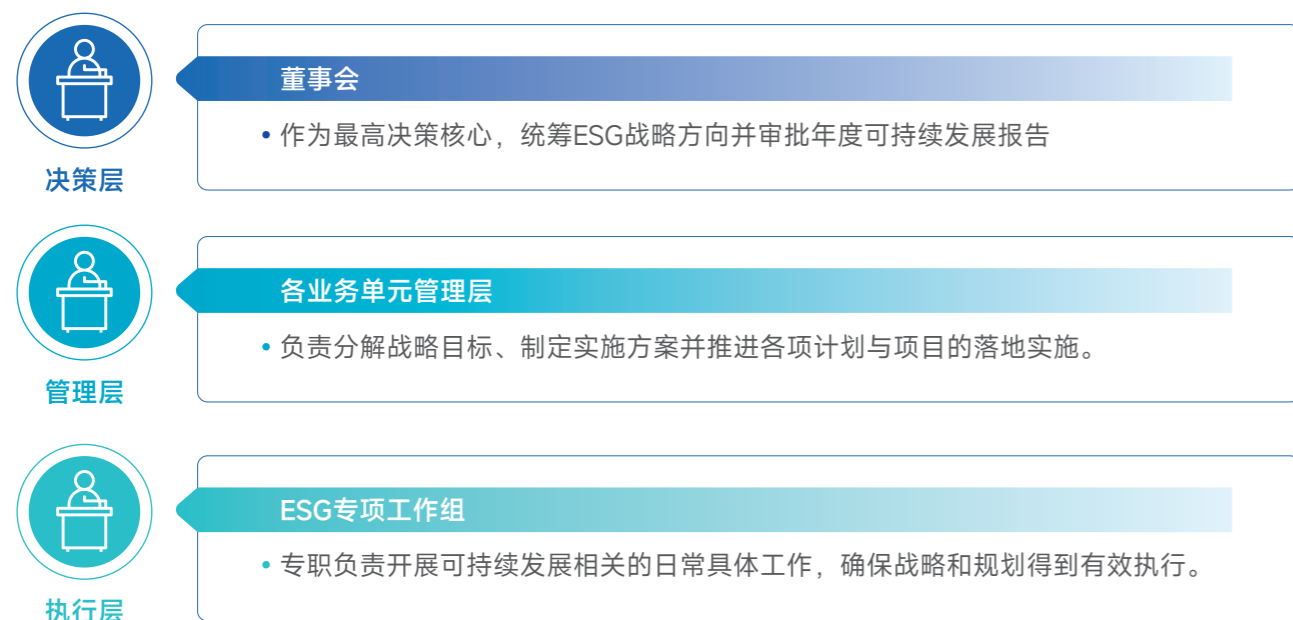 董事会
• 作为最高决策核心，统筹ESG战略方向并审批年度可持续发展报告
决策层
各业务单元管理层
• 负责分解战略目标、制定实施方案并推进各项计划与项目的落地实施。
管理层
ESG专项工作组
• 专职负责开展可持续发展相关的日常具体工作，确保战略和规划得到有效执行。
执行层